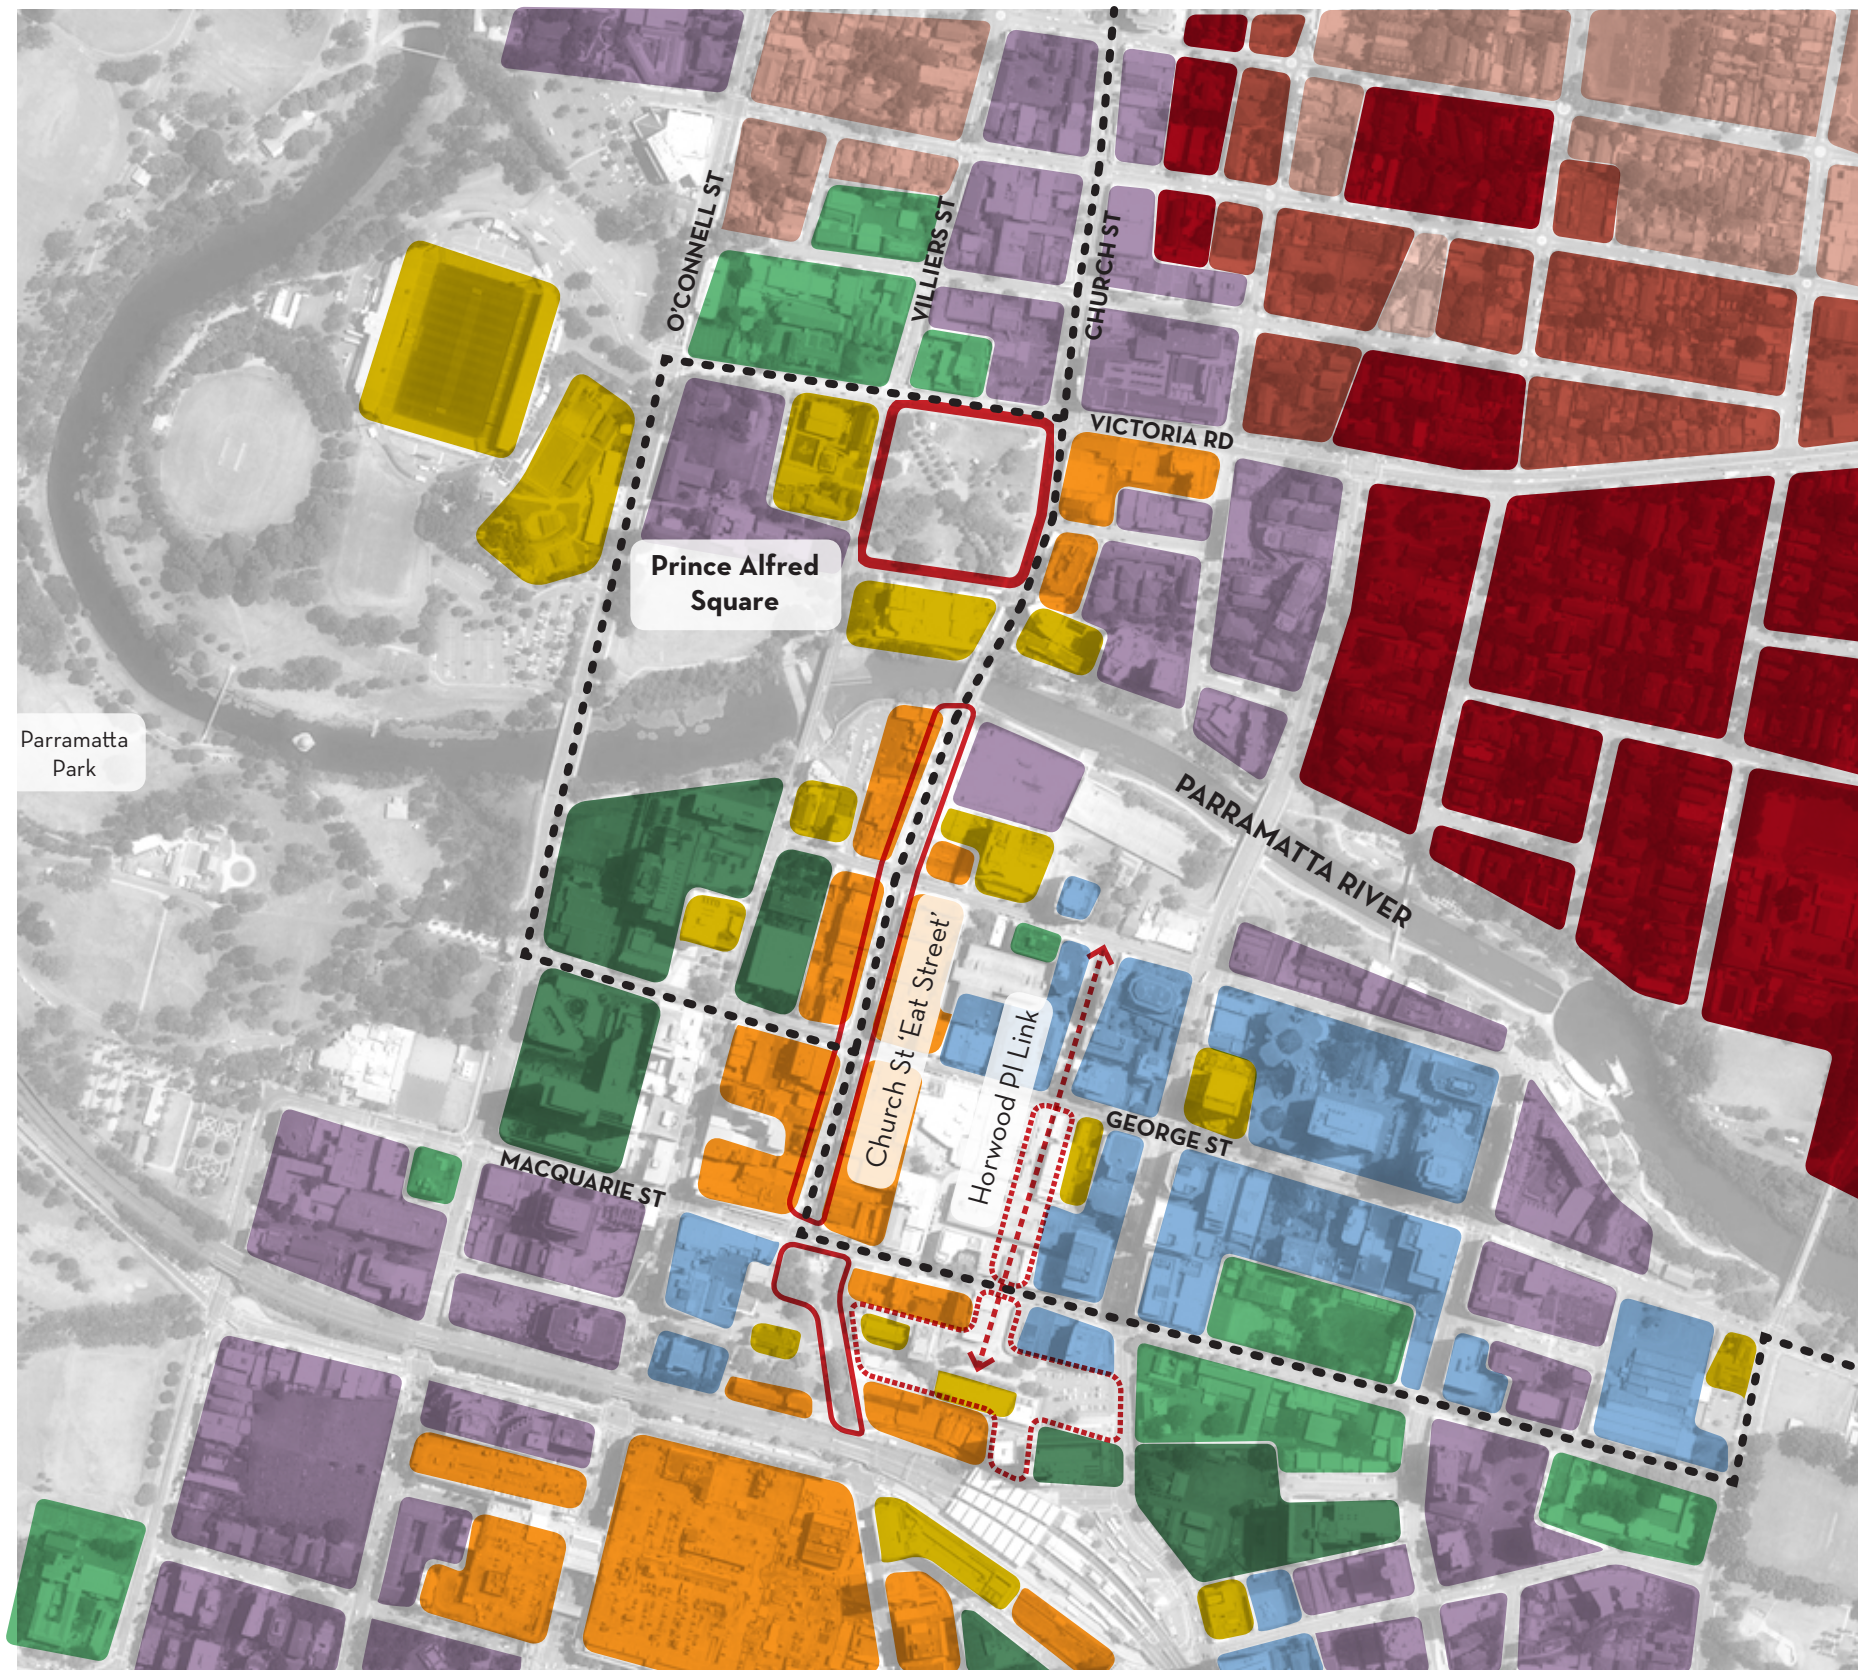 O'CONNELL ST
VILLIERS ST
CHURCH ST
VICTORIA RD
Prince Alfred
Square
Parramatta
Park
PARRAMATTA RIVER
Church St 'Eat Street'
Horwood Pl Link
GEORGE ST
MACQUARIE ST